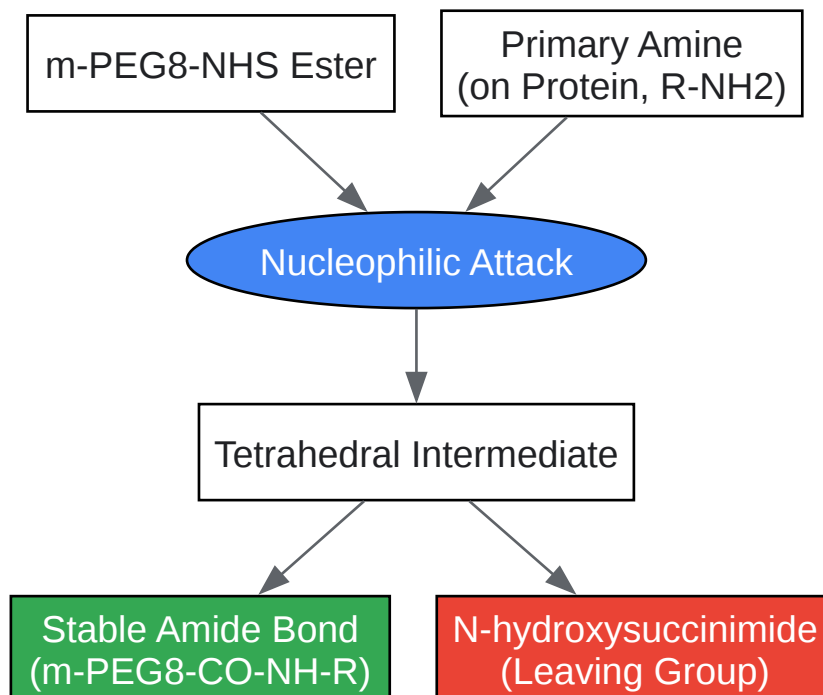 m-PEG8-NHS Ester
Primary Amine
(on Protein, R-NH2)
Nucleophilic Attack
Tetrahedral Intermediate
Stable Amide Bond
(m-PEG8-CO-NH-R)
N-hydroxysuccinimide
(Leaving Group)